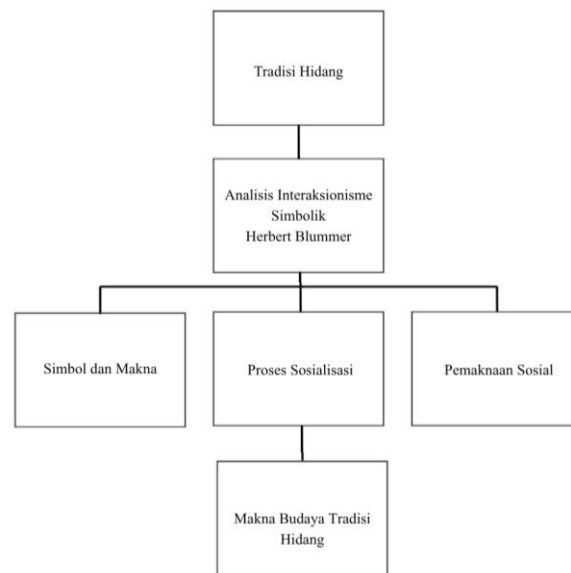 Tradisi Hidang
Analisis Interaksionisme
Simbolik
Herbert Blummer
Simbol dan Makna
Proses Sosialisasi
Pemaknaan Sosial
Makna Budaya Tradisi
Hidang